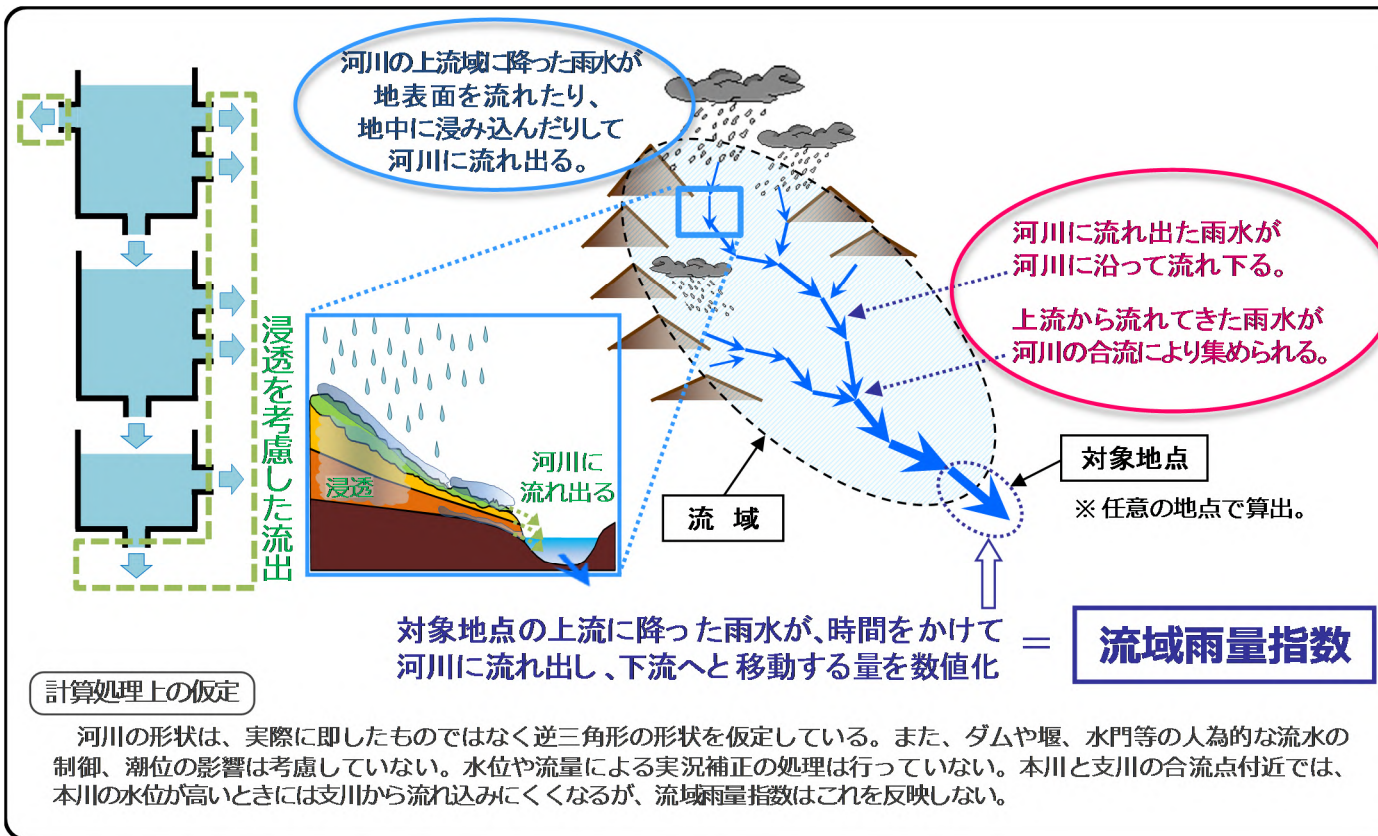 河川の上流域に降った雨水が
地表面を流れたり、
地中に浸み込んだりして
河川に流れ出る。
河川に流れ出た雨水が
河川に沿って流れ下る。
上流から流れてきた雨水が
河川の合流により集められる。
浸透を考慮した流出
河川に
流れ出る
浸透
流域
対象地点
※ 任意の地点で算出。
対象地点の上流に降った雨水が、時間をかけて
河川に流れ出し、下流へと移動する量を数値化
=
流域雨量指数
計算処理上の仮定
河川の形状は、実際に即したものではなく逆三角形の形状を仮定している。また、ダムや堰、水門等の人為的な流水の
制御、潮位の影響は考慮していない。水位や流量による実況補正の処理は行っていない。本川と支川の合流点付近では、
本川の水位が高いときには支川から流れ込みにくくなるが、流域雨量指数はこれを反映しない。